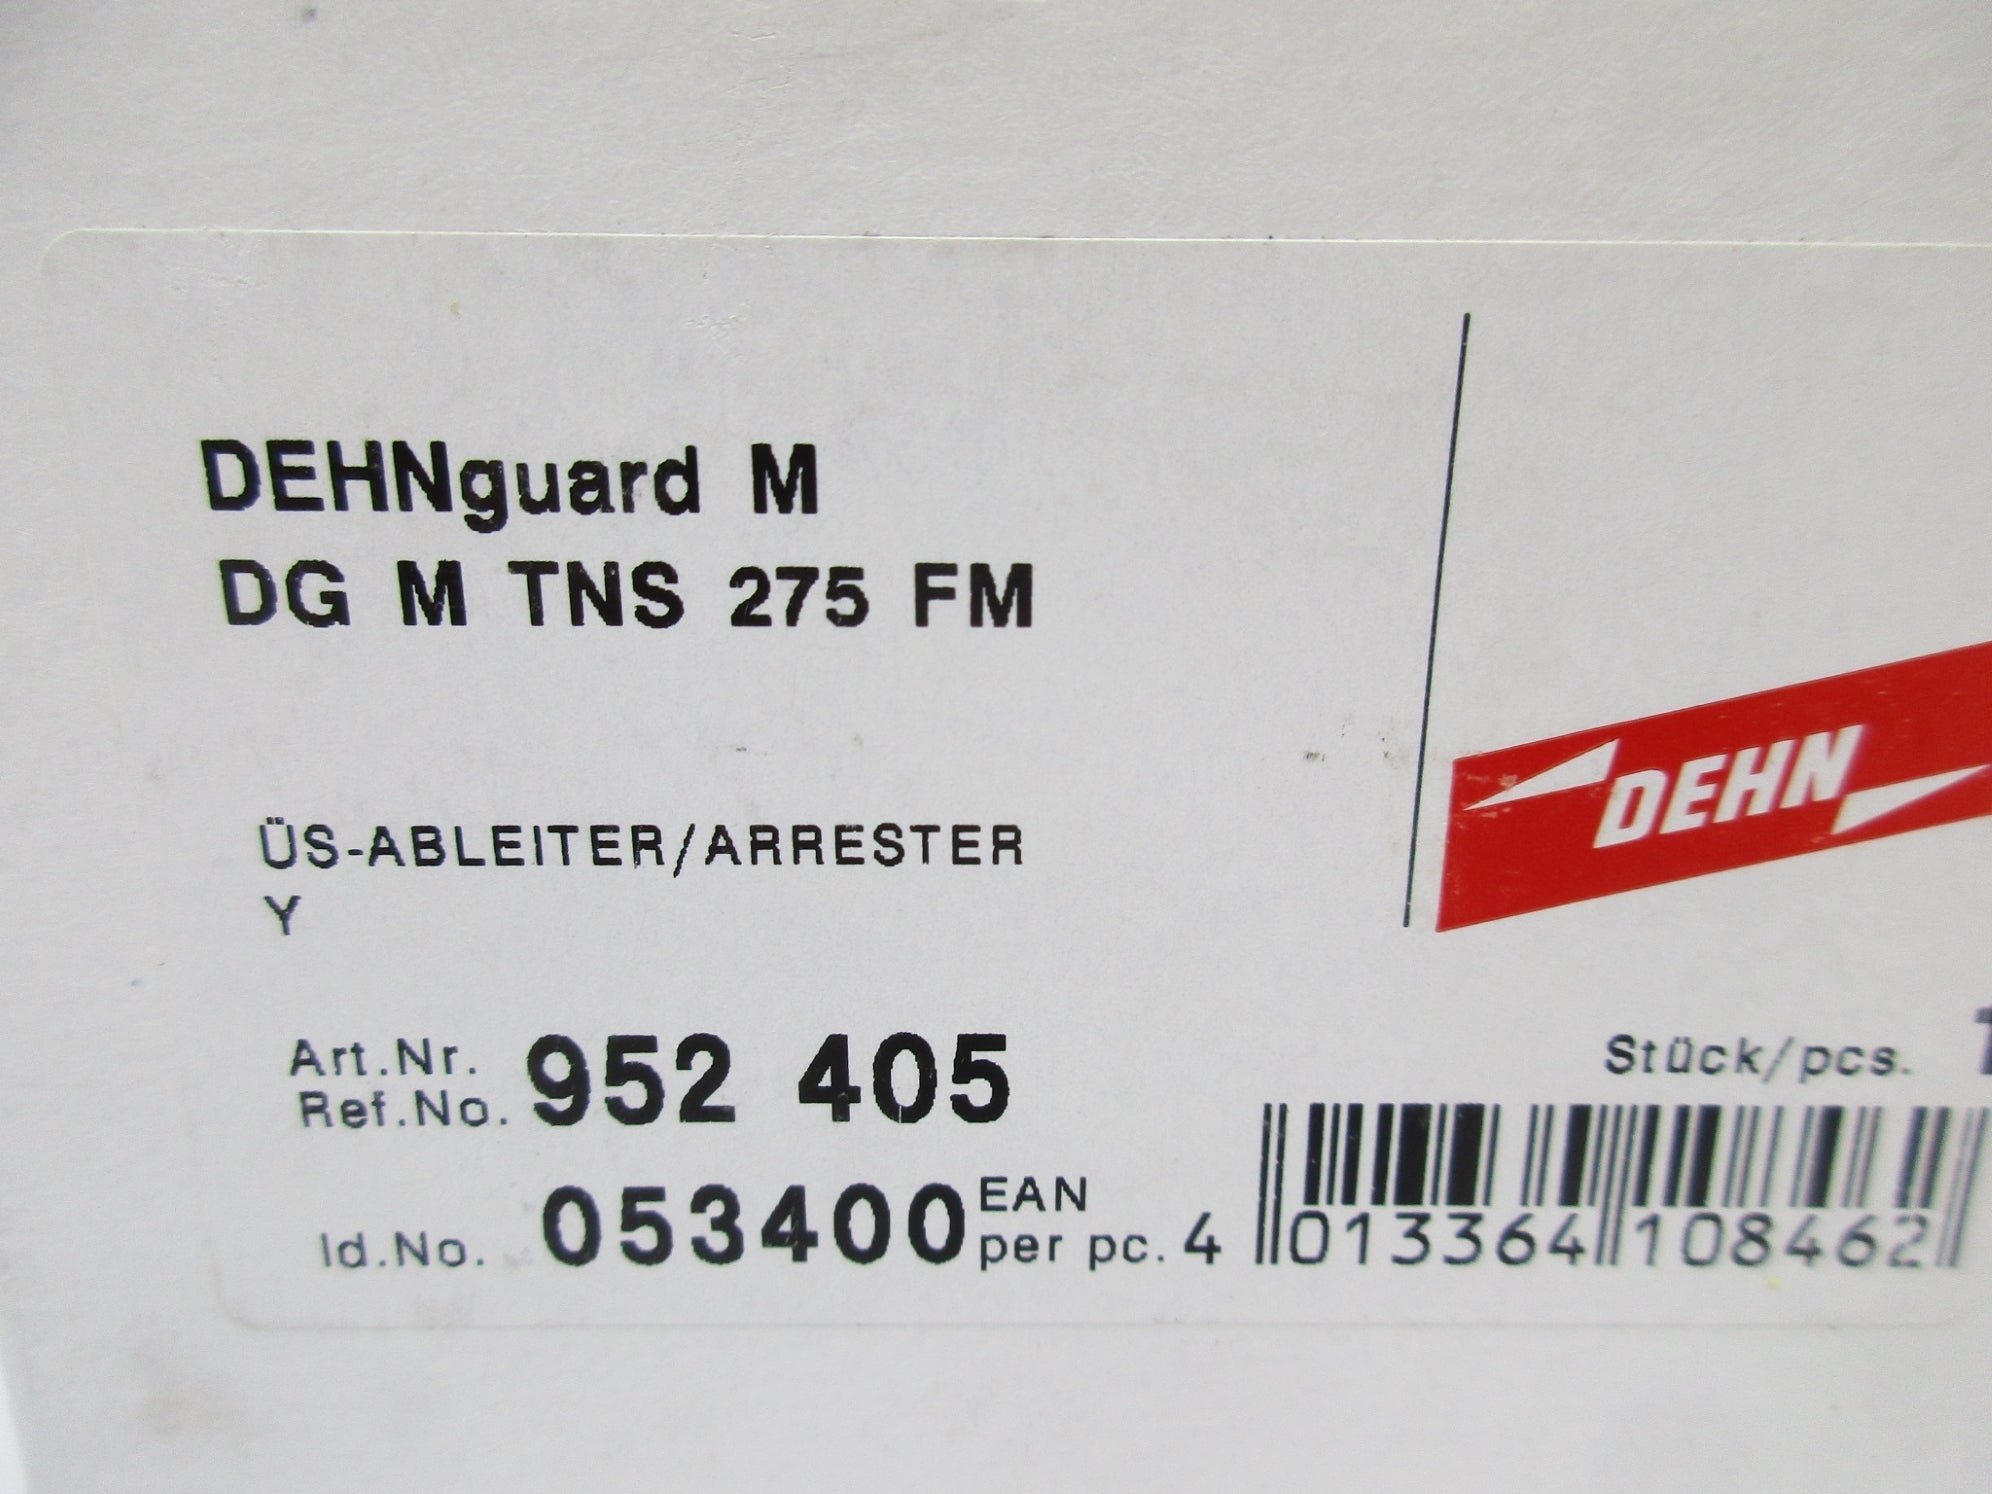 DEHNguard M
DG M TNS 275 FM
DEHN
ÜS-ABLEITER/ARRESTER
Y
Art.Nr.
Ref.No. 952 405
Stück/pcs. 1
Id.No. 053400 EAN
per pc. 4 013364 108462